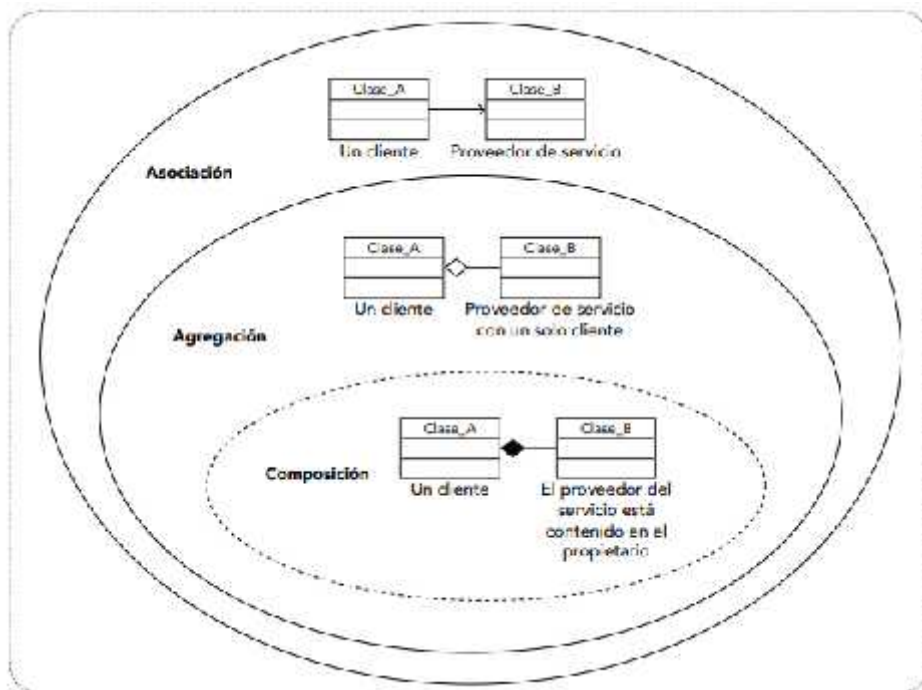 Clase_A Clase_B
Un cliente Proveedor de servicio
Asociación
Clase_A Clase_B
Un cliente Proveedor de servicio
con un solo cliente
Agregación
Clase_A Clase_B
Composición
Un cliente El proveedor del
servicio está
contenido en el
propietario